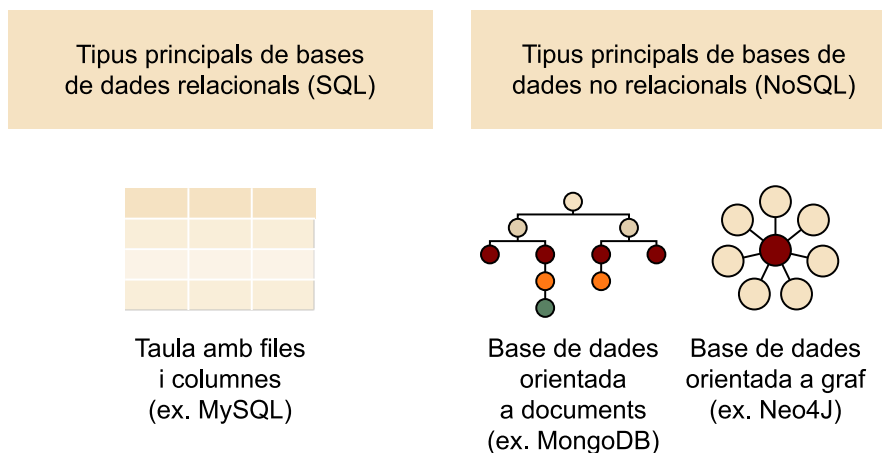 Tipus principals de bases
de dades relacionals (SQL)
Tipus principals de bases de
dades no relacionals (NoSQL)
Taula amb files
i columnes
(ex. MySQL)
Base de dades
orientada
a documents
(ex. MongoDB)
Base de dades
orientada a graf
(ex. Neo4J)